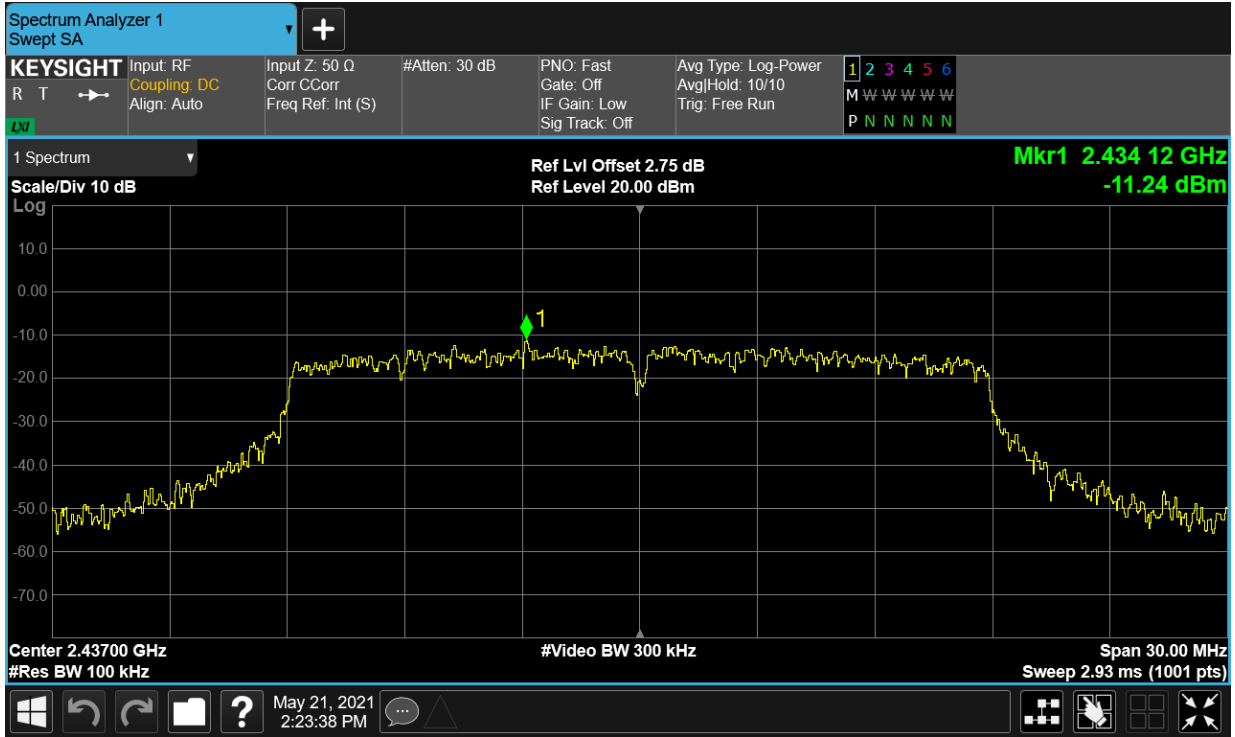 Spectrum Analyzer 1
Swept SA
KEYSIGHT Input: RF Input Z: 50 Ω #Atten: 30 dB PNO: Fast Avg Type: Log-Power 1 2 3 4 5 6
R T Coupling: DC Corr CCorr Gate: Off Avg|Hold: 10/10 M W W W W W
Align: Auto Freq Ref: Int (S) IF Gain: Low Trig: Free Run
LXI Sig Track: Off P N N N N N
1 Spectrum Ref Lvl Offset 2.75 dB Mkr1 2.434 12 GHz
Scale/Div 10 dB Ref Level 20.00 dBm -11.24 dBm
Log
10.0
0.00
1
-10.0
-20.0
-30.0
-40.0
-50.0
-60.0
-70.0
Center 2.43700 GHz #Video BW 300 kHz Span 30.00 MHz
#Res BW 100 kHz Sweep 2.93 ms (1001 pts)
May 21, 2021
2:23:38 PM